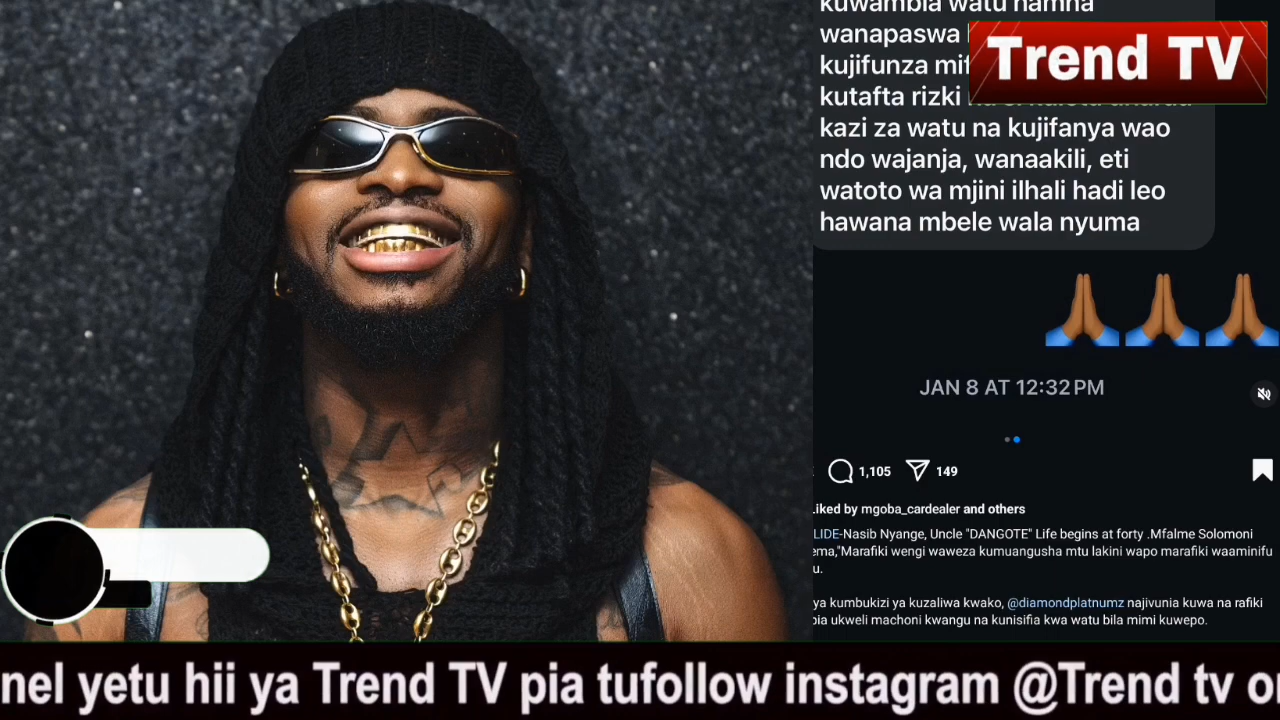 kuwambia watu namna
wanapaswa
Trend TV
kujifunza
kutafta rizki
kazi za watu na kujifanya wao
ndo wajanja, wanaakili, eti
watoto wa mjini ilhali hadi leo
hawana mbele wala nyuma
JAN 8 AT 12:32 PM
1,105 149
Liked by mgoba_cardealer and others
LIDE-Nasib Nyange, Uncle "DANGOTE" Life begins at forty .Mfalme Solomoni
ema,"Marafiki wengi waweza kumuangusha mtu lakini wapo marafiki waaminifu
u.
ya kumbukizi ya kuzaliwa kwako, @diamondplatnumz najivunia kuwa na rafiki
pia ukweli machoni kwangu na kunisifia kwa watu bila mimi kuwepo.
nel yetu hii ya Trend TV pia tufollow instagram @Trend tv